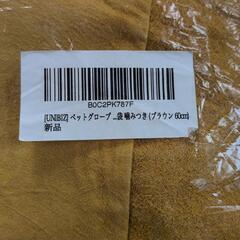 B0C2PK787F
[UNIBIZ] ペットグローブ ...袋 噛みつき (ブラウン 60cm)
新品